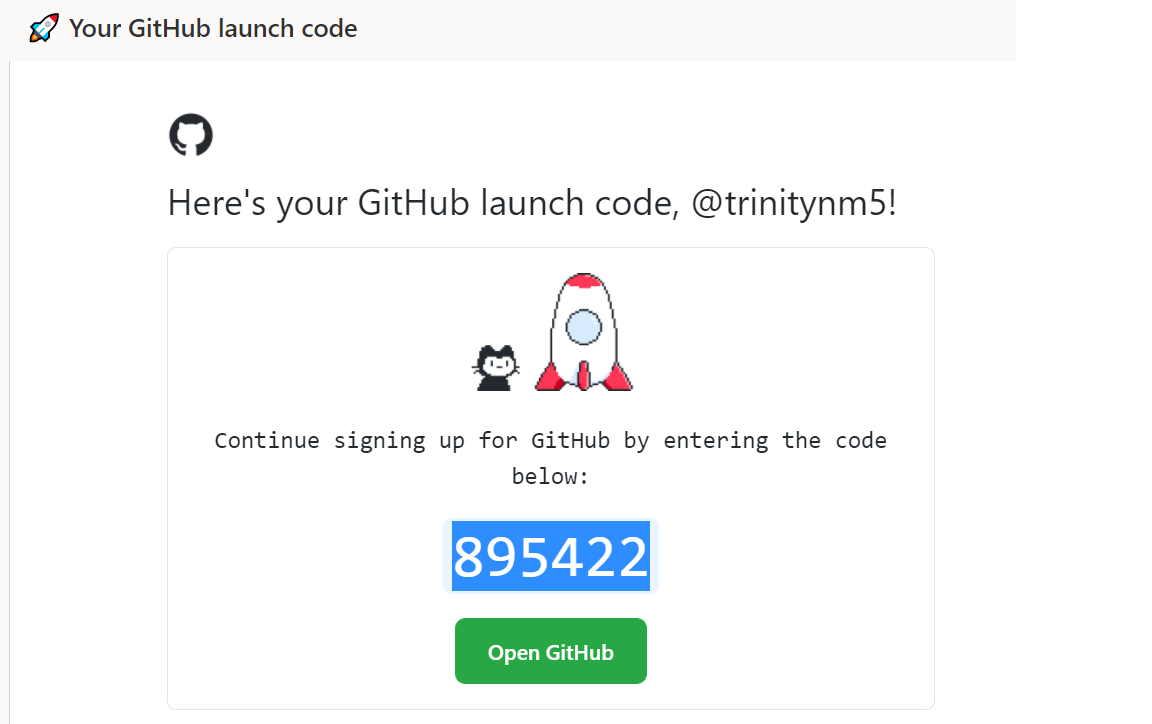 🚀 Your GitHub launch code
Here's your GitHub launch code, @trinitynm5!
Continue signing up for GitHub by entering the code
below:
895422
Open GitHub